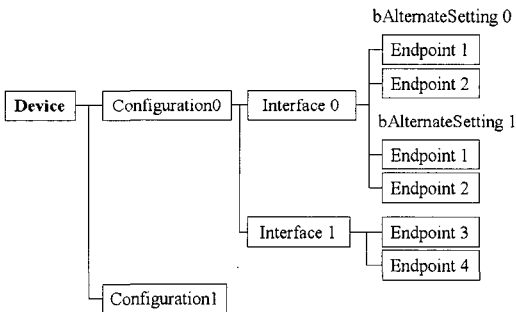 bAlternateSetting 0
Endpoint 1
Device
Configuration0
Interface 0
Endpoint 2
bAlternateSetting 1
Endpoint 1
Endpoint 2
Interface 1
Endpoint 3
Endpoint 4
Configuration1